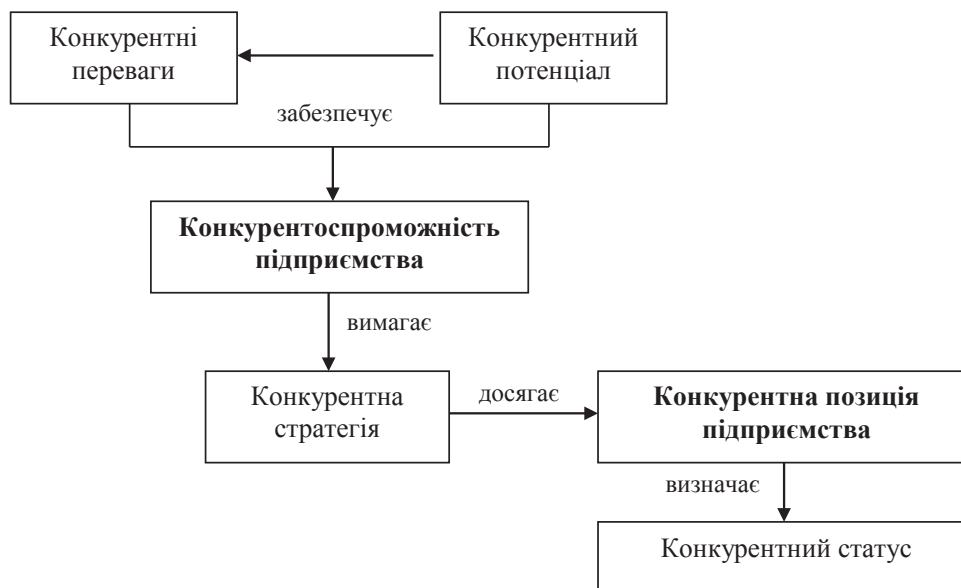 Конкурентні
переваги
Конкурентний
потенціал
забезпечує
Конкурентоспроможність
підприємства
вимагає
Конкурентна
стратегія
досягає
Конкурентна позиція
підприємства
визначає
Конкурентний статус